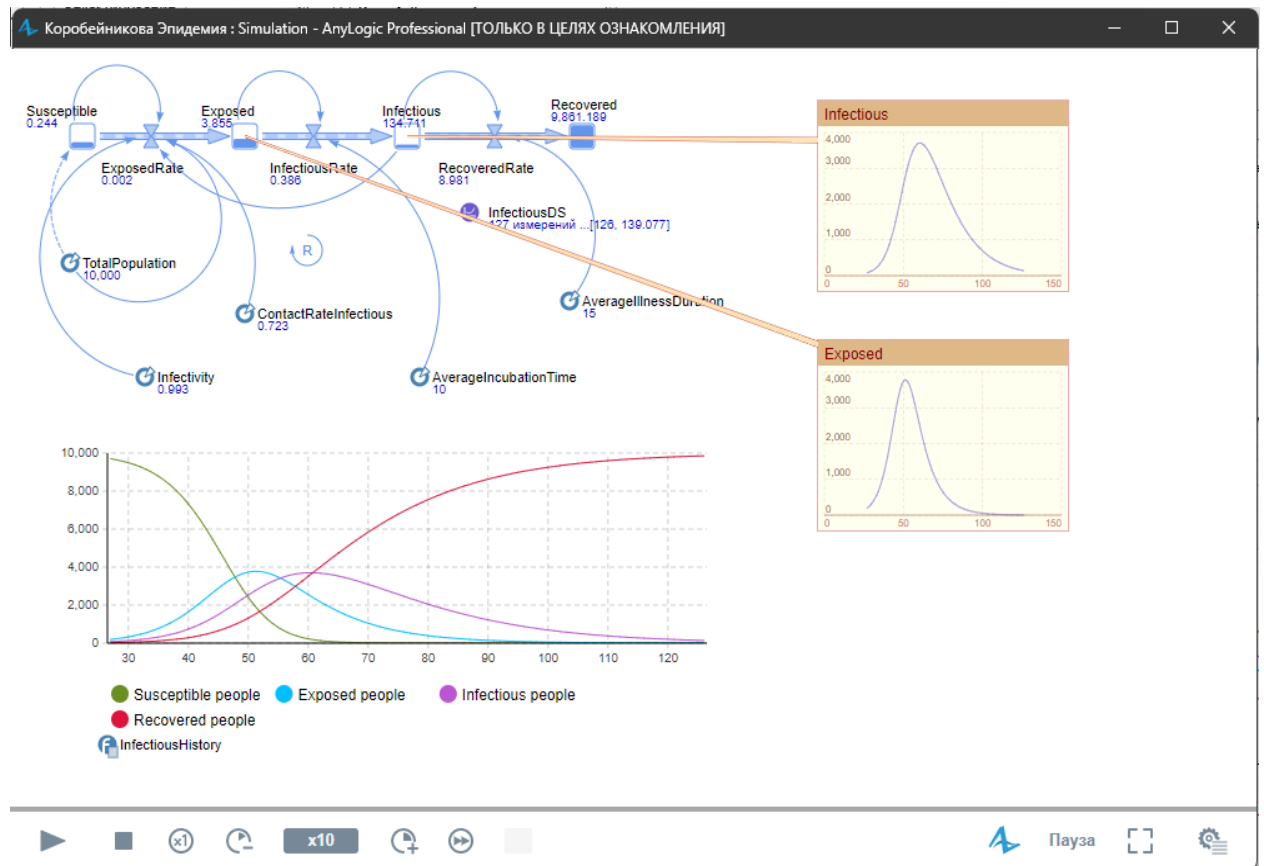 Коробейникова Эпидемия : Simulation - AnyLogic Professional [ТОЛЬКО В ЦЕЛЯХ ОЗНАКОМЛЕНИЯ]
Susceptible
0.244
Exposed
3.855
Infectious
134.711
Recovered
9,861.189
ExposedRate
0.002
InfectiousRate
0.386
RecoveredRate
8.981
InfectiousDS
127 измерений ...[126, 139.077]
R
TotalPopulation
10,000
ContactRateInfectious
0.723
AverageIllnessDuration
15
Infectivity
0.993
AverageIncubationTime
10
Infectious
4,000
3,000
2,000
1,000
0
0 50 100 150
Exposed
4,000
3,000
2,000
1,000
0
0 50 100 150
10,000
8,000
6,000
4,000
2,000
0
30 40 50 60 70 80 90 100 110 120
Susceptible people Exposed people Infectious people
Recovered people
F InfectiousHistory
x1 x10 Пауза